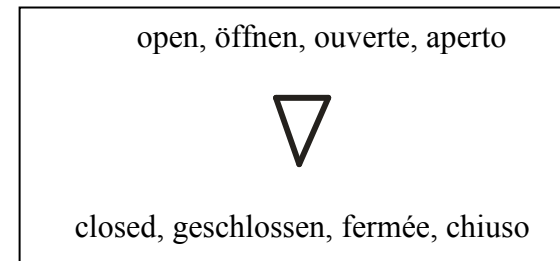 open, öffnen, ouverte, aperto
closed, geschlossen, fermée, chiuso